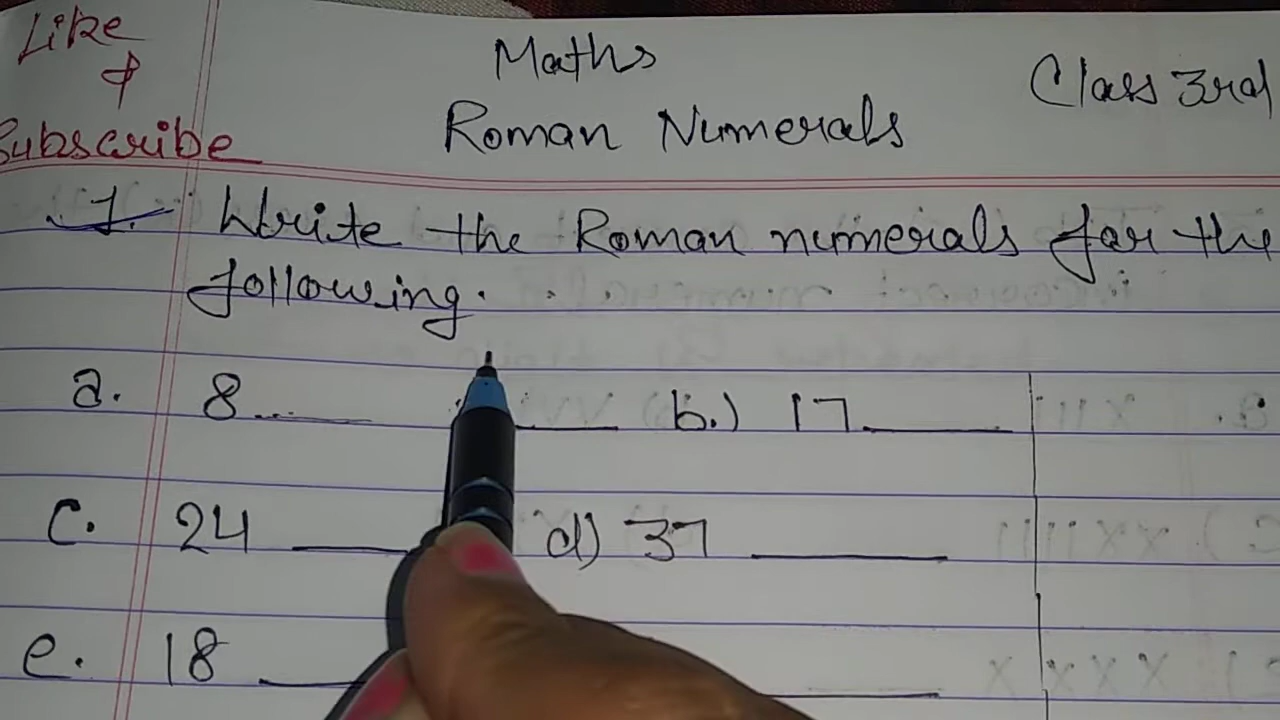 Like
&
Subscribe
Maths
Class 3rd
Roman Numerals
1. Write the Roman numerals for the
following.
a. 8 b.) 17
c. 24 d) 37
e. 18